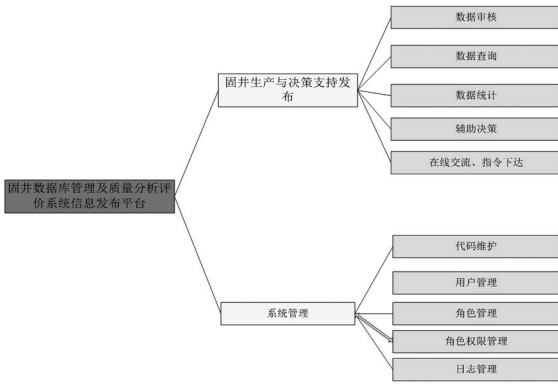 固井数据库管理及质量分析评
价系统信息发布平台
固井生产与决策支持发
布
数据审核
数据查询
数据统计
辅助决策
在线交流、指令下达
系统管理
代码维护
用户管理
角色管理
角色权限管理
日志管理